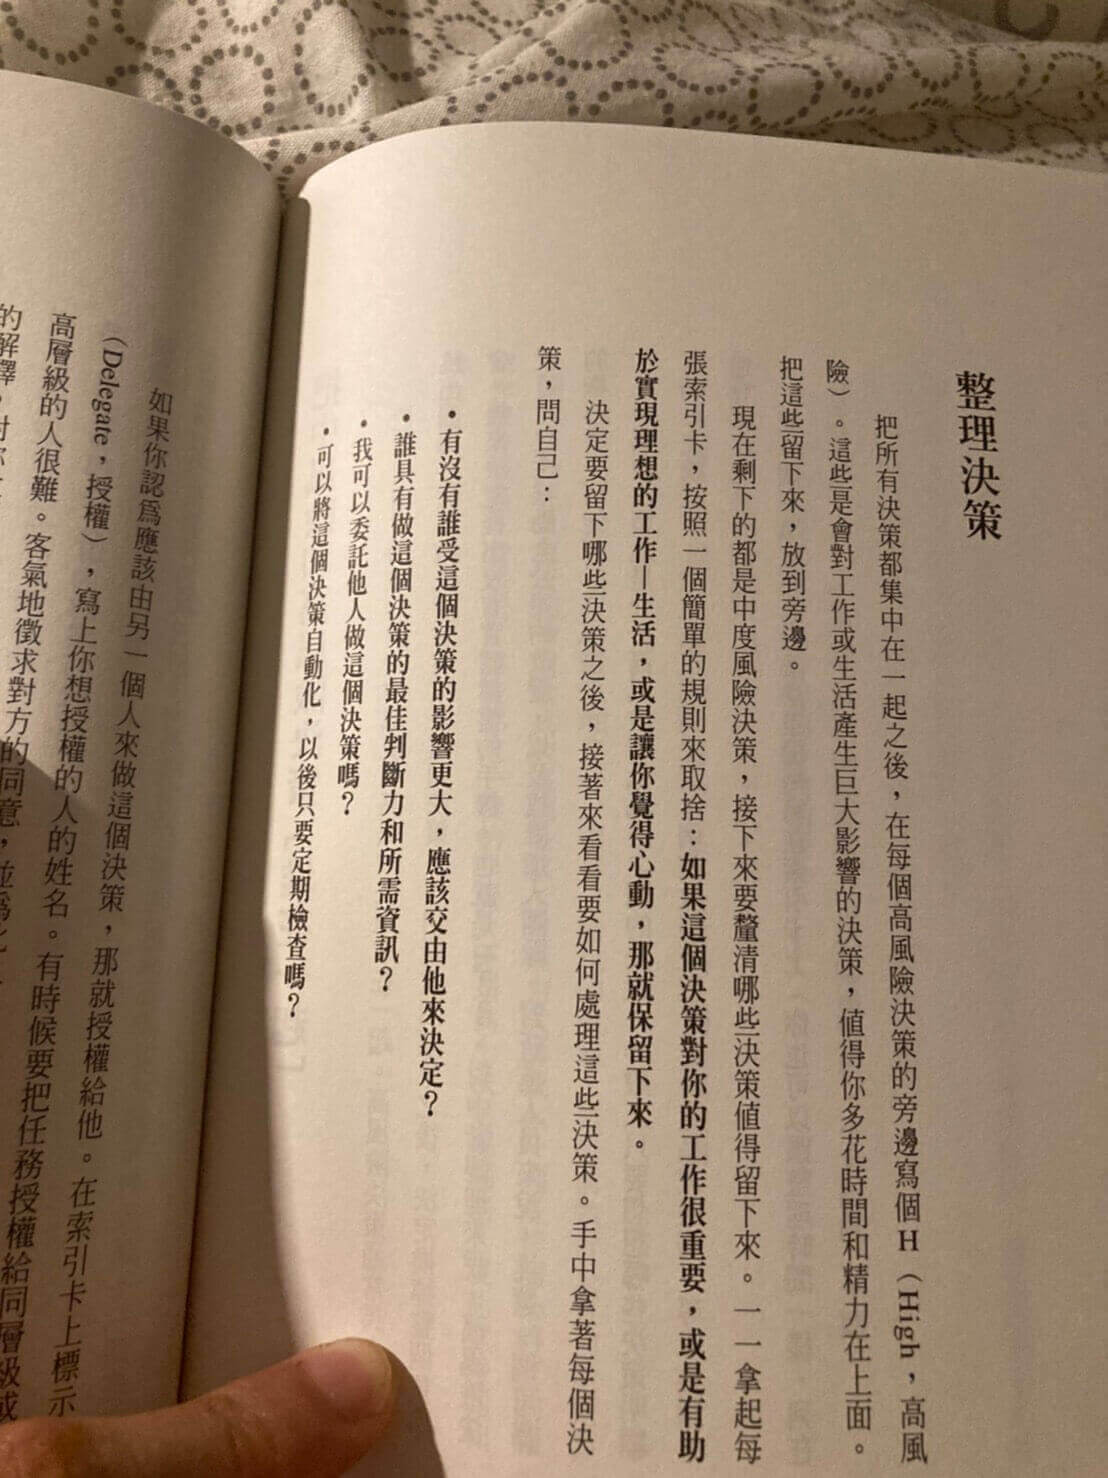 整理決策
把所有決策都集中在一起之後，在每個高風險決策的旁邊寫個H（High，高風
險）。這些是會對工作或生活產生巨大影響的決策，值得你多花時間和精力在上面。
把這些留下來，放到旁邊。
現在剩下的都是中度風險決策，接下來要釐清哪些決策值得留下來。一一拿起每
張索引卡，按照一個簡單的規則來取捨：如果這個決策對你的工作很重要，或是有助
於實現理想的工作—生活，或是讓你覺得心動，那就保留下來。
決定要留下哪些決策之後，接著來看看要如何處理這些決策。手中拿著每個決
策，問自己：
•有沒有誰受這個決策的影響更大，應該交由他來決定？
•誰具有做這個決策的最佳判斷力和所需資訊？
•我可以委託他人做這個決策嗎？
•可以將這個決策自動化，以後只要定期檢查嗎？
如果你認為應該由另一個人來做這個決策，那就授權給他。在索引卡上標示
（Delegate，授權），寫上你想授權的人的姓名。有時候要把任務授權給同層級或
高層級的人很難。客氣地徵求對方的同意，並為
的解釋，對你